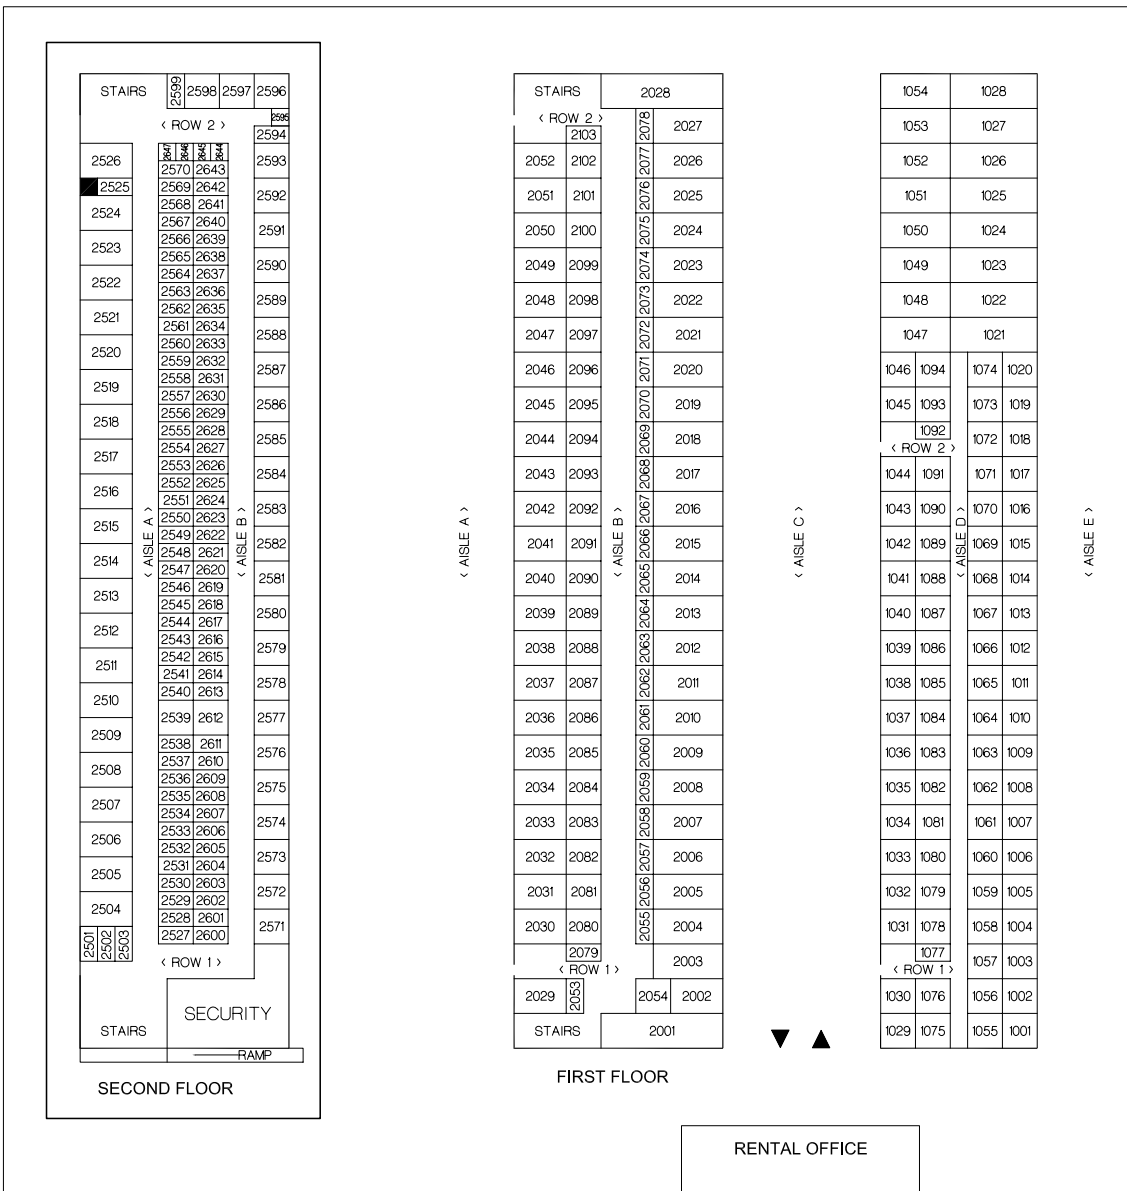 STAIRS
2599
2598 2597 2596
< ROW 2 >
2595
2594
2526
2525
2524
2523
2522
2521
2520
2519
2518
2517
2516
2515
2514
2513
2512
2511
2510
2509
2508
2507
2506
2505
2504
2501
2502
2503
< AISLE A >
2647
2646
2645
2644
2570 2643
2569 2642
2568 2641
2567 2640
2566 2639
2565 2638
2564 2637
2563 2636
2562 2635
2561 2634
2560 2633
2559 2632
2558 2631
2557 2630
2556 2629
2555 2628
2554 2627
2553 2626
2552 2625
2551 2624
2550 2623
2549 2622
2548 2621
2547 2620
2546 2619
2545 2618
2544 2617
2543 2616
2542 2615
2541 2614
2540 2613
2539 2612
2538 2611
2537 2610
2536 2609
2535 2608
2534 2607
2533 2606
2532 2605
2531 2604
2530 2603
2529 2602
2528 2601
2527 2600
< AISLE B >
2593
2592
2591
2590
2589
2588
2587
2586
2585
2584
2583
2582
2581
2580
2579
2578
2577
2576
2575
2574
2573
2572
2571
< ROW 1 >
SECURITY
STAIRS
RAMP
SECOND FLOOR
< AISLE A >
STAIRS 2028
< ROW 2 > 2078 2027
2103
2052 2102 2077 2026
2051 2101 2076 2025
2050 2100 2075 2024
2049 2099 2074 2023
2048 2098 2073 2022
2047 2097 2072 2021
2046 2096 2071 2020
2045 2095 2070 2019
2044 2094 2069 2018
2043 2093 2068 2017
2042 2092 2067 2016
2041 2091 2066 2015
2040 2090 2065 2014
2039 2089 2064 2013
2038 2088 2063 2012
2037 2087 2062 2011
2036 2086 2061 2010
2035 2085 2060 2009
2034 2084 2059 2008
2033 2083 2058 2007
2032 2082 2057 2006
2031 2081 2056 2005
2030 2080 2055 2004
< AISLE B >
2079 2003
< ROW 1 >
2029 2053 2054 2002
STAIRS 2001
FIRST FLOOR
< AISLE C >
1054 1028
1053 1027
1052 1026
1051 1025
1050 1024
1049 1023
1048 1022
1047 1021
1046 1094 1074 1020
1045 1093 1073 1019
1092 1072 1018
< ROW 2 >
1044 1091 1071 1017
1043 1090 1070 1016
1042 1089 1069 1015
1041 1088 1068 1014
1040 1087 1067 1013
1039 1086 1066 1012
1038 1085 1065 1011
1037 1084 1064 1010
1036 1083 1063 1009
1035 1082 1062 1008
1034 1081 1061 1007
1033 1080 1060 1006
1032 1079 1059 1005
1031 1078 1058 1004
< AISLE D >
1077 1057 1003
< ROW 1 >
1030 1076 1056 1002
1029 1075 1055 1001
< AISLE E >
RENTAL OFFICE